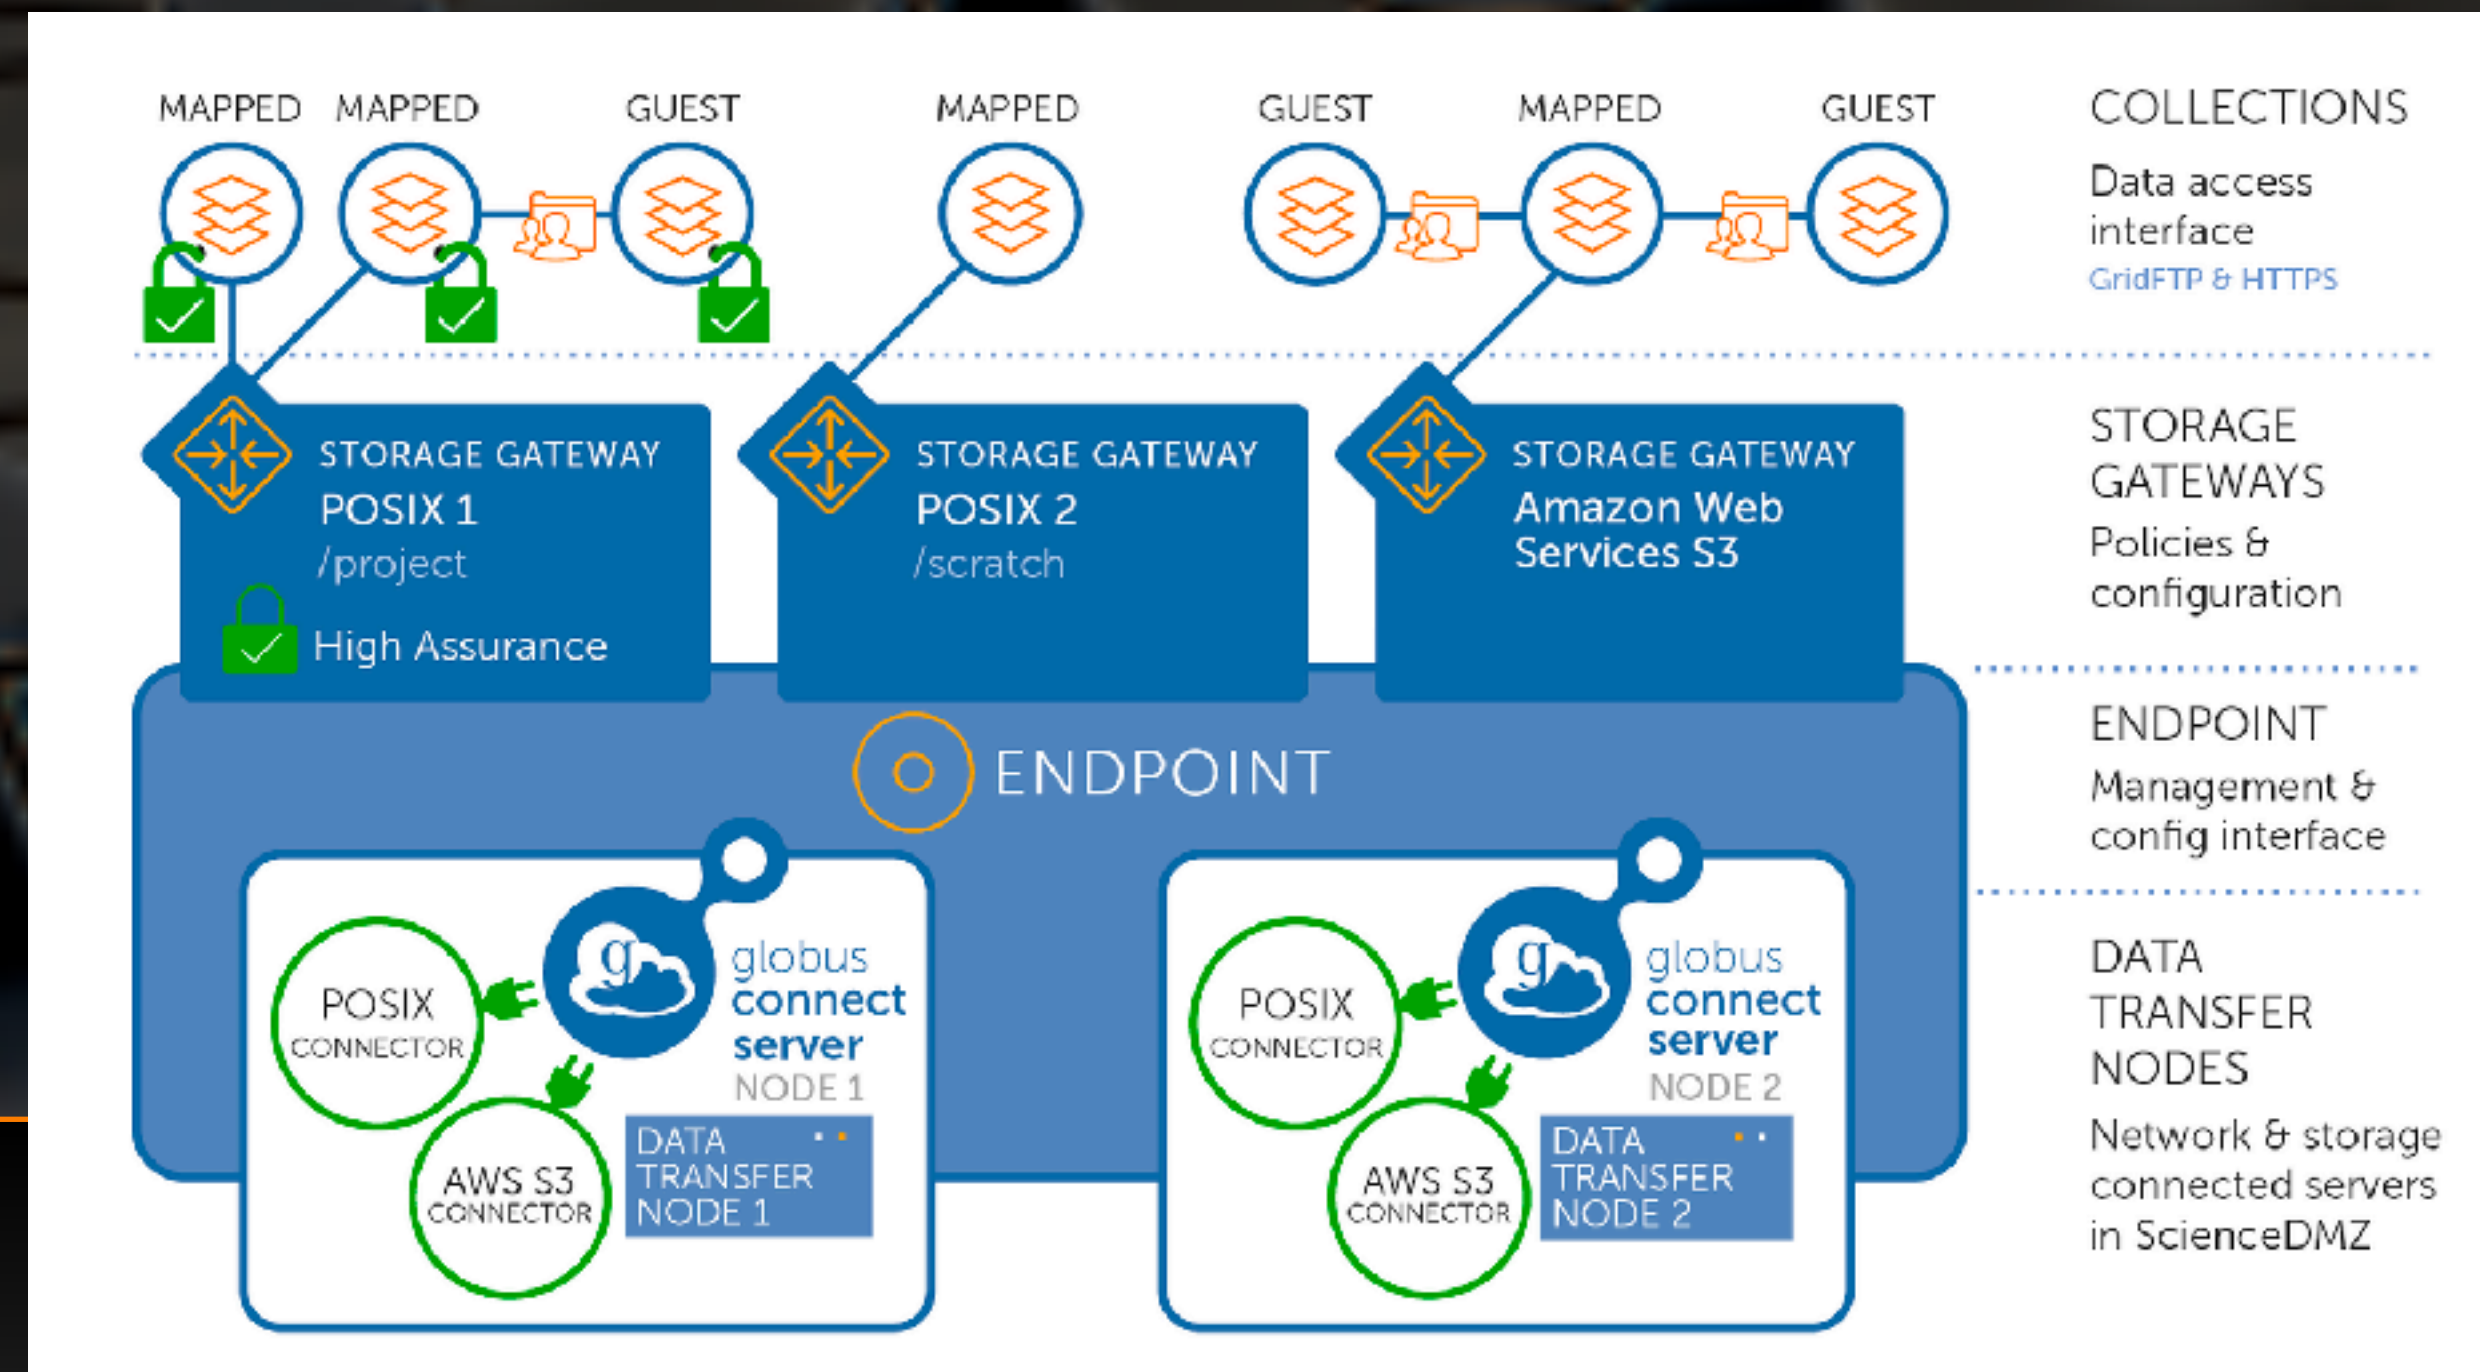 MAPPED MAPPED GUEST MAPPED GUEST MAPPED GUEST
COLLECTIONS
Data access
interface
GridFTP & HTTPS
STORAGE GATEWAY
POSIX 1
/project
High Assurance
STORAGE GATEWAY
POSIX 2
/scratch
STORAGE GATEWAY
Amazon Web
Services S3
STORAGE
GATEWAYS
Policies &
configuration
ENDPOINT
ENDPOINT
Management &
config interface
POSIX
CONNECTOR
AWS S3
CONNECTOR
g
globus
connect
server
NODE 1
DATA
TRANSFER
NODE 1
POSIX
CONNECTOR
AWS S3
CONNECTOR
g
globus
connect
server
NODE 2
DATA
TRANSFER
NODE 2
DATA
TRANSFER
NODES
Network & storage
connected servers
in ScienceDMZ